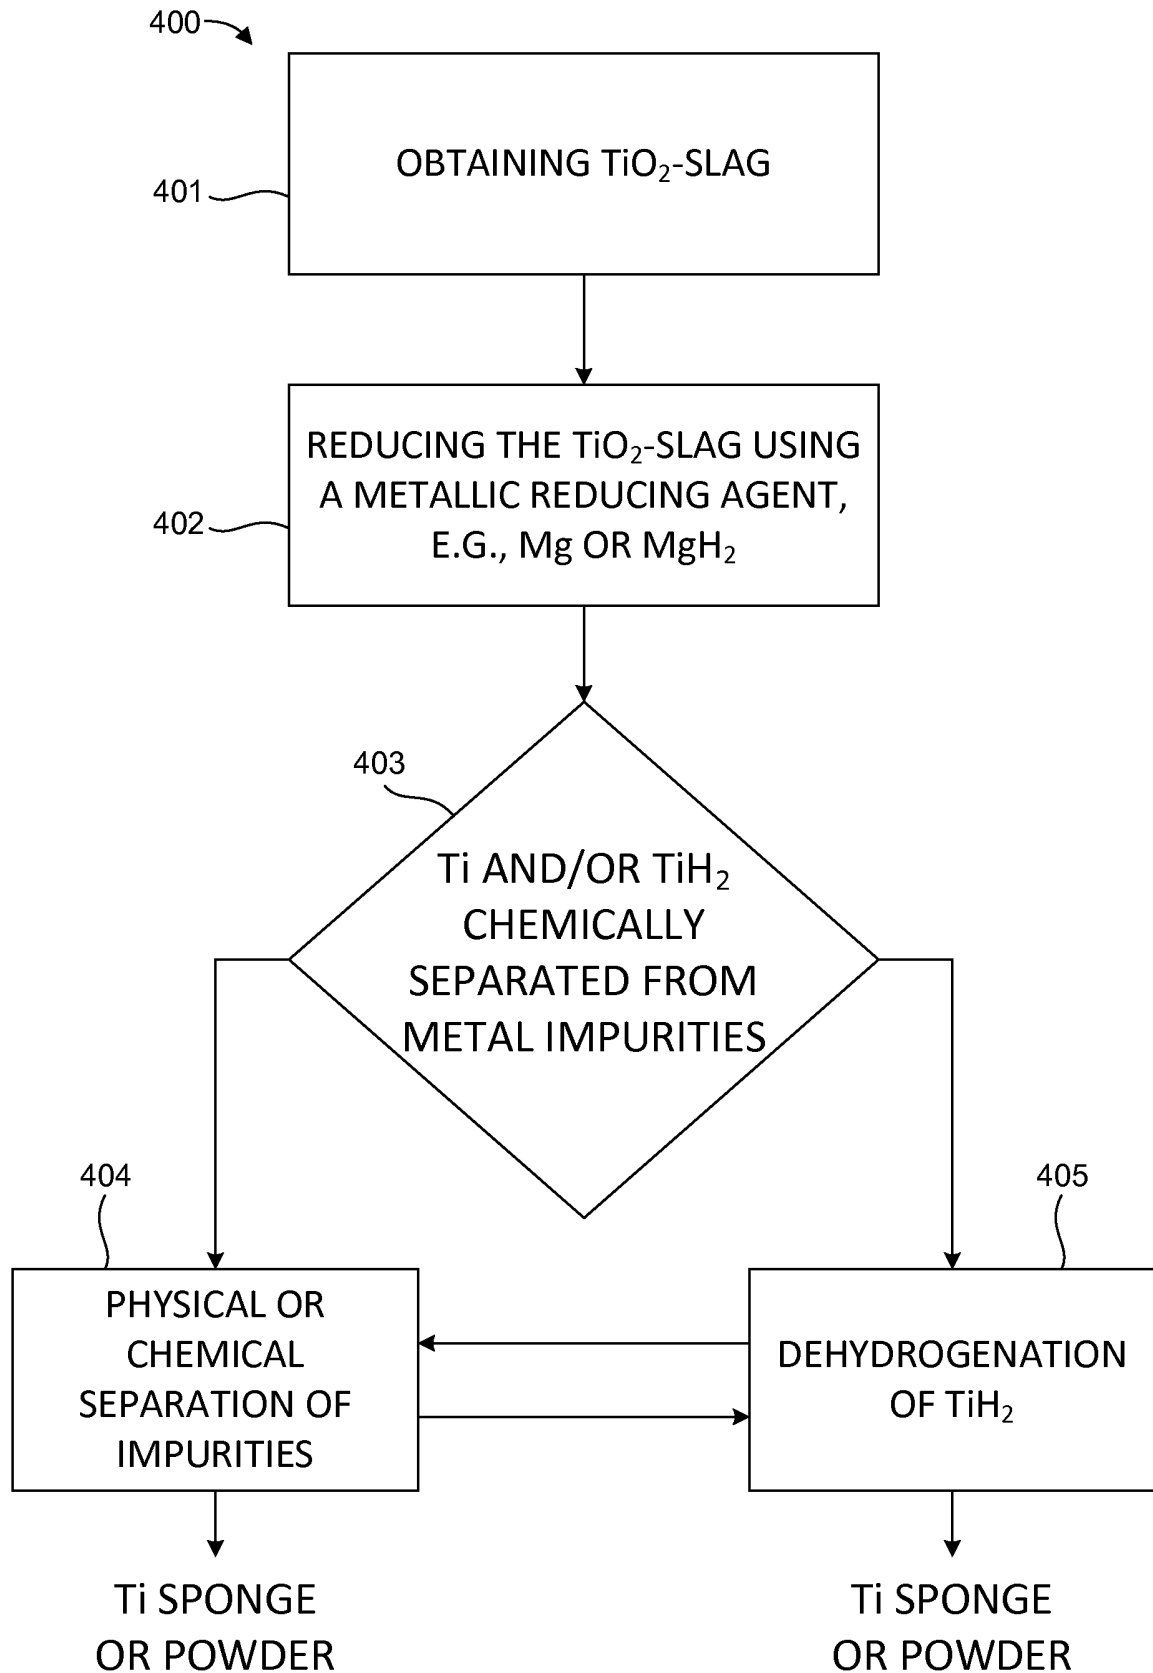 400
OBTAINING TiO₂-SLAG
401
REDUCING THE TiO₂-SLAG USING
A METALLIC REDUCING AGENT,
E.G., Mg OR MgH₂
402
403
Ti AND/OR TiH₂
CHEMICALLY
SEPARATED FROM
METAL IMPURITIES
404
PHYSICAL OR
CHEMICAL
SEPARATION OF
IMPURITIES
405
DEHYDROGENATION
OF TiH₂
Ti SPONGE
OR POWDER
Ti SPONGE
OR POWDER